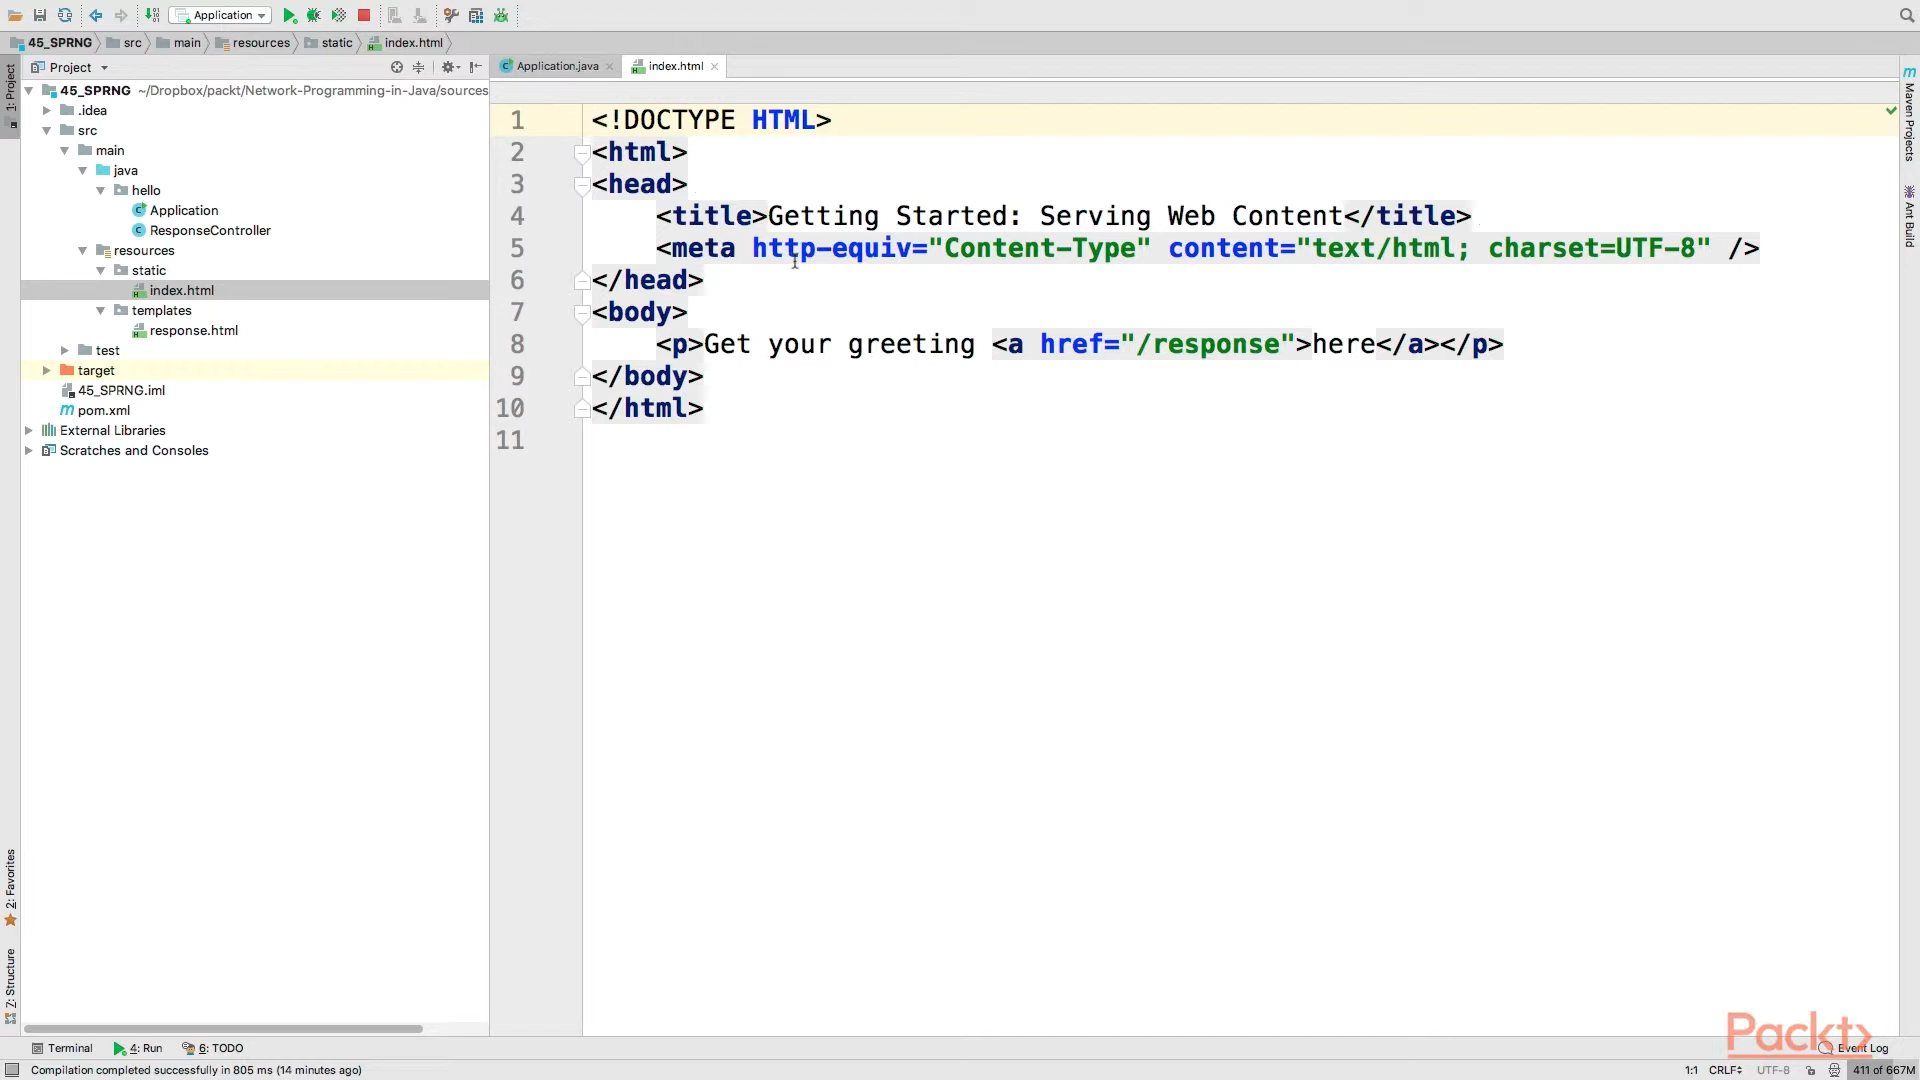 Application
45_SPRNG src main resources static index.html
Project
Application.java index.html
1: Project
45_SPRNG ~/Dropbox/packt/Network-Programming-in-Java/sources
.idea
src
main
java
hello
Application
ResponseController
resources
static
index.html
templates
response.html
test
target
45_SPRNG.iml
pom.xml
External Libraries
Scratches and Consoles
1 <!DOCTYPE HTML>
2 <html>
3 <head>
4 <title>Getting Started: Serving Web Content</title>
5 <meta http-equiv="Content-Type" content="text/html; charset=UTF-8" />
6 </head>
7 <body>
8 <p>Get your greeting <a href="/response">here</a></p>
9 </body>
10 </html>
11
Maven Projects
Ant Build
2: Favorites
7: Structure
Packt>
Terminal 4: Run 6: TODO Event Log
Compilation completed successfully in 805 ms (14 minutes ago) 1:1 CRLF UTF-8 411 of 667M